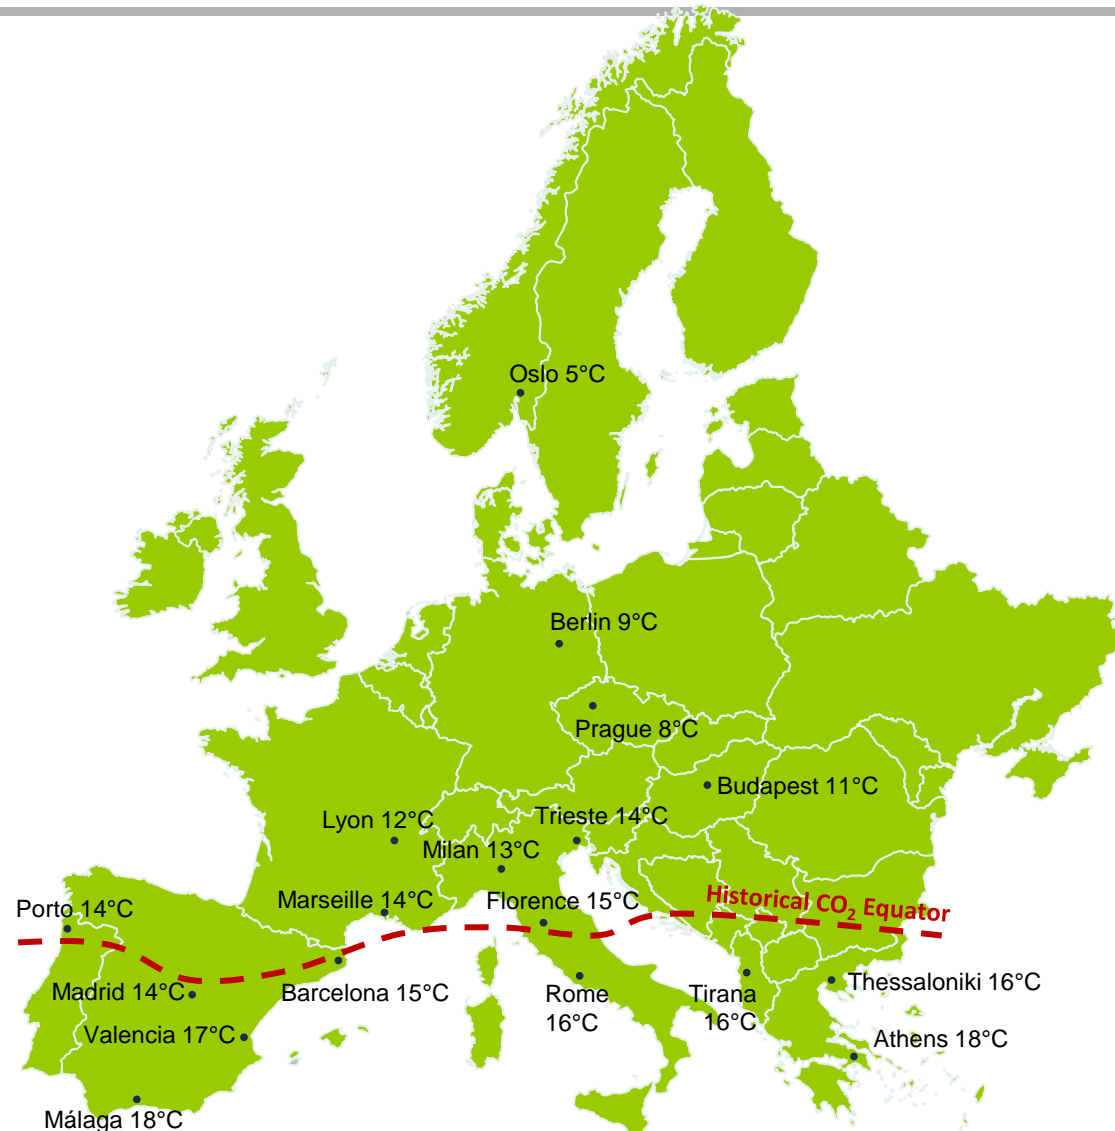 Oslo 5°C
Berlin 9°C
Prague 8°C
Budapest 11°C
Lyon 12°C
Trieste 14°C
Milan 13°C
Marseille 14°C
Florence 15°C
Historical CO₂ Equator
Porto 14°C
Madrid 14°C
Barcelona 15°C
Rome
16°C
Tirana
16°C
Thessaloniki 16°C
Valencia 17°C
Athens 18°C
Málaga 18°C